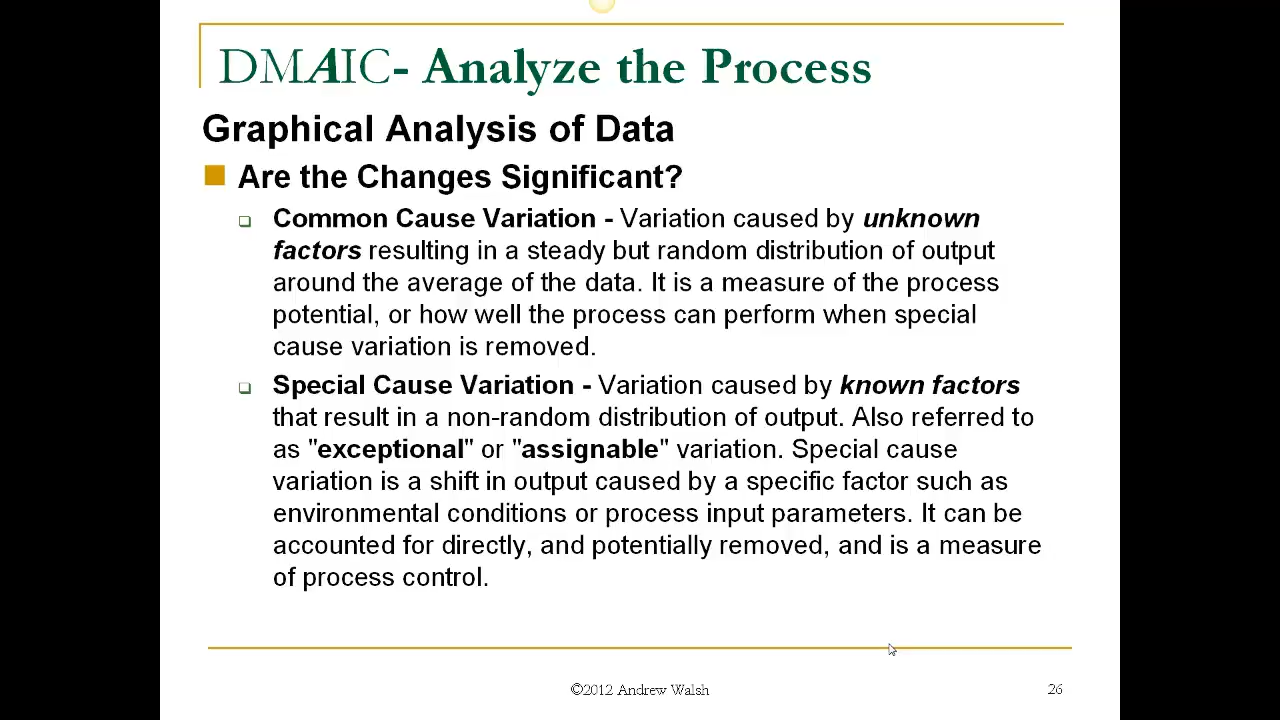 DMAIC- Analyze the Process
Graphical Analysis of Data
Are the Changes Significant?
Common Cause Variation - Variation caused by unknown
factors resulting in a steady but random distribution of output
around the average of the data. It is a measure of the process
potential, or how well the process can perform when special
cause variation is removed.
Special Cause Variation - Variation caused by known factors
that result in a non-random distribution of output. Also referred to
as "exceptional" or "assignable" variation. Special cause
variation is a shift in output caused by a specific factor such as
environmental conditions or process input parameters. It can be
accounted for directly, and potentially removed, and is a measure
of process control.
©2012 Andrew Walsh
26